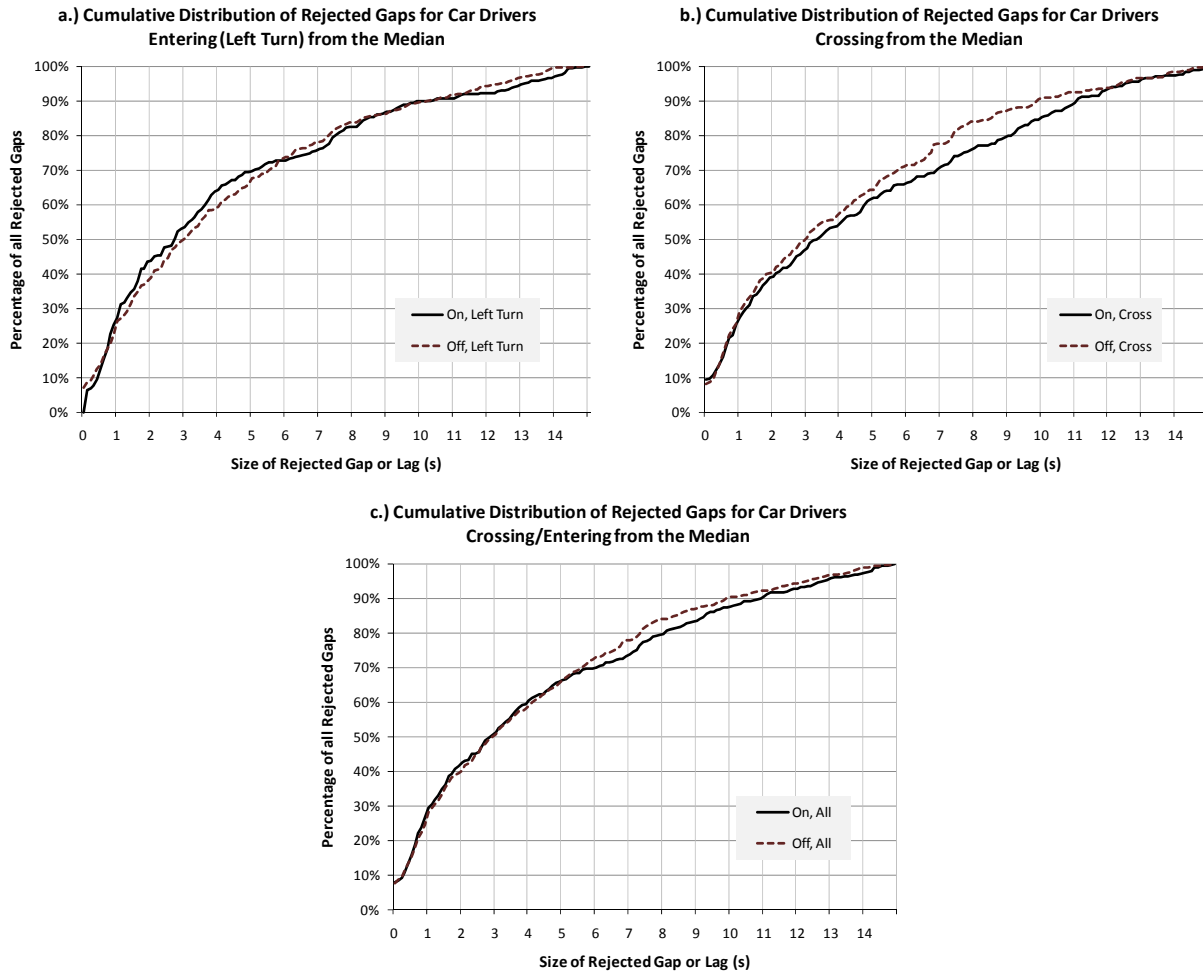 a.) Cumulative Distribution of Rejected Gaps for Car Drivers
Entering (Left Turn) from the Median
100%
90%
80%
70%
60%
50%
40%
30%
20%
10%
0%
Percentage of all Rejected Gaps
On, Left Turn
Off, Left Turn
0 1 2 3 4 5 6 7 8 9 10 11 12 13 14
Size of Rejected Gap or Lag (s)
b.) Cumulative Distribution of Rejected Gaps for Car Drivers
Crossing from the Median
100%
90%
80%
70%
60%
50%
40%
30%
20%
10%
0%
Percentage of all Rejected Gaps
On, Cross
Off, Cross
0 1 2 3 4 5 6 7 8 9 10 11 12 13 14
Size of Rejected Gap or Lag (s)
c.) Cumulative Distribution of Rejected Gaps for Car Drivers
Crossing/Entering from the Median
100%
90%
80%
70%
60%
50%
40%
30%
20%
10%
0%
Percentage of all Rejected Gaps
On, All
Off, All
0 1 2 3 4 5 6 7 8 9 10 11 12 13 14
Size of Rejected Gap or Lag (s)